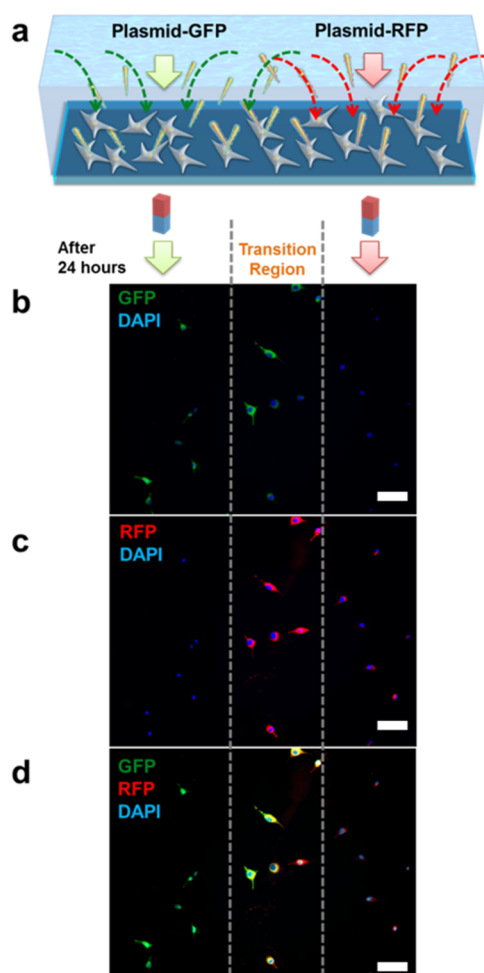 a
Plasmid-GFP
Plasmid-RFP
After
24 hours
Transition
Region
b
GFP
DAPI
c
RFP
DAPI
d
GFP
RFP
DAPI